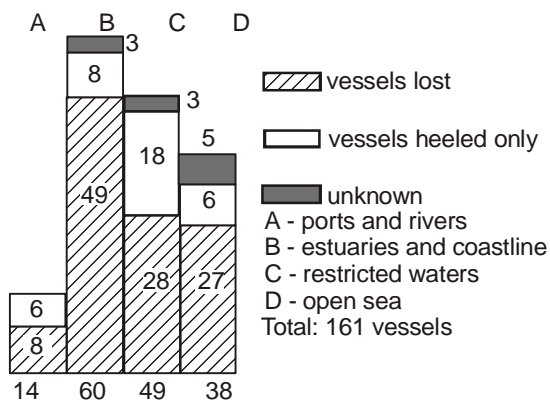 A B C D
3
8
vessels lost
3
5
vessels heeled only
18
49
6
unknown
A - ports and rivers
B - estuaries and coastline
C - restricted waters
D - open sea
Total: 161 vessels
28
27
6
8
14 60 49 38